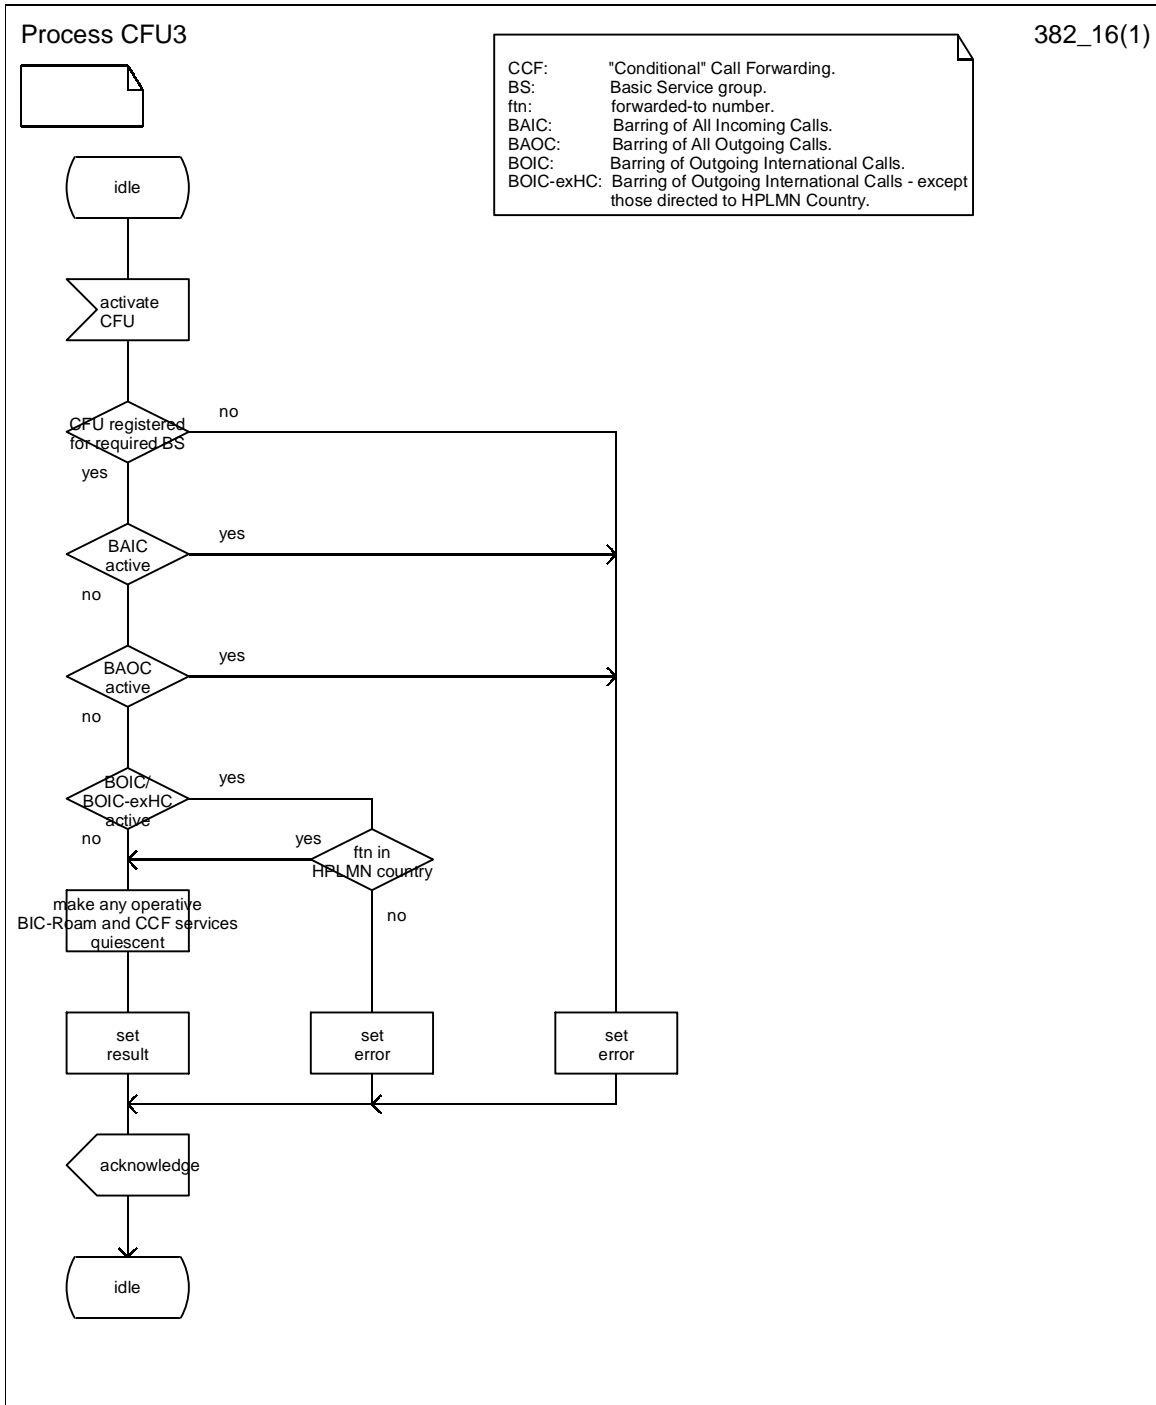 Process CFU3
382_16(1)
CCF: "Conditional" Call Forwarding.
BS: Basic Service group.
ftn: forwarded-to number.
BAIC: Barring of All Incoming Calls.
BAOC: Barring of All Outgoing Calls.
BOIC: Barring of Outgoing International Calls.
BOIC-exHC: Barring of Outgoing International Calls - except
those directed to HPLMN Country.
idle
activate
CFU
CFU registered
for required BS
no
yes
BAIC
active
yes
no
BAOC
active
yes
no
BOIC/
BOIC-exHC
active
yes
no
yes
ftn in
HPLMN country
no
make any operative
BIC-Roam and CCF services
quiescent
set
result
set
error
set
error
acknowledge
idle